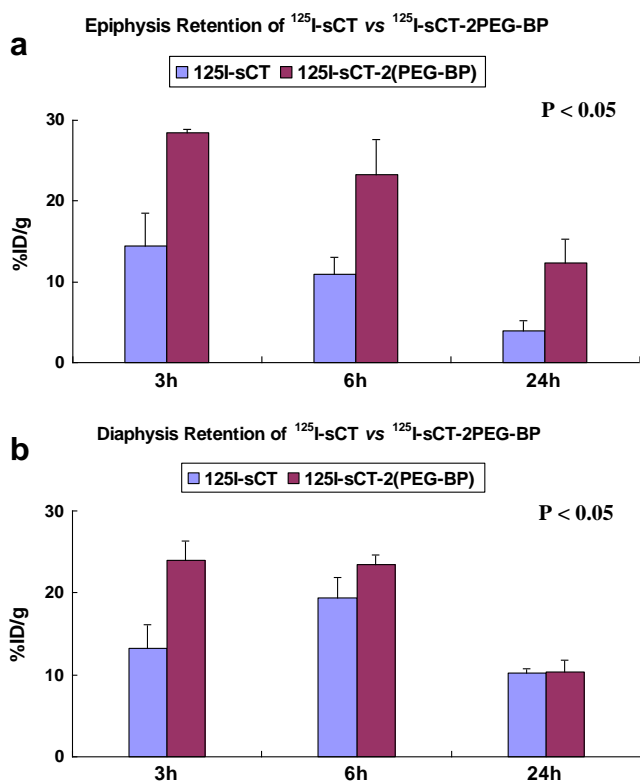 Epiphysis Retention of ¹²⁵I-sCT vs ¹²⁵I-sCT-2PEG-BP
a
125I-sCT 125I-sCT-2(PEG-BP)
P < 0.05
%ID/g
30
20
10
0
3h 6h 24h
Diaphysis Retention of ¹²⁵I-sCT vs ¹²⁵I-sCT-2PEG-BP
b
125I-sCT 125I-sCT-2(PEG-BP)
P < 0.05
%ID/g
30
20
10
0
3h 6h 24h